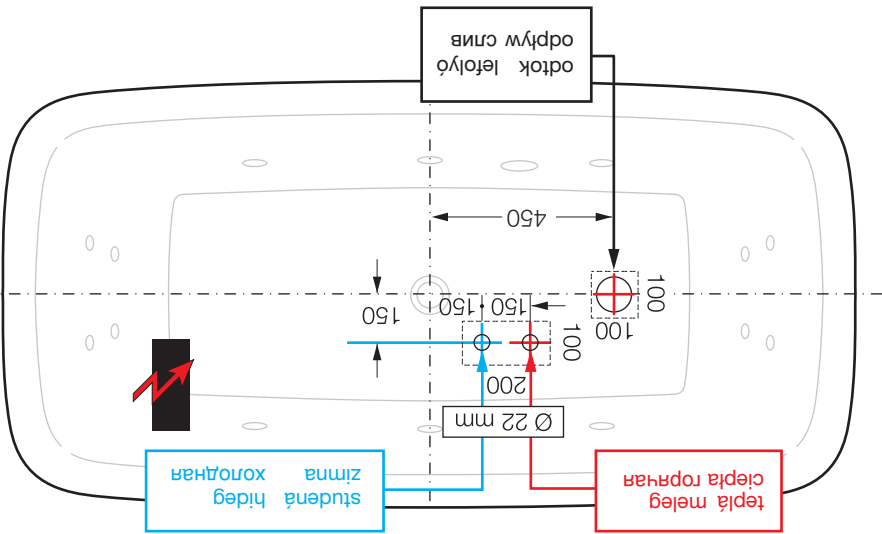 teplá meleg
ciepła горячая
studená hideg
zimna холодная
Ø 22 mm
200
100
100
100
150
150
150
450
odtok lefolyó
odpływ слив